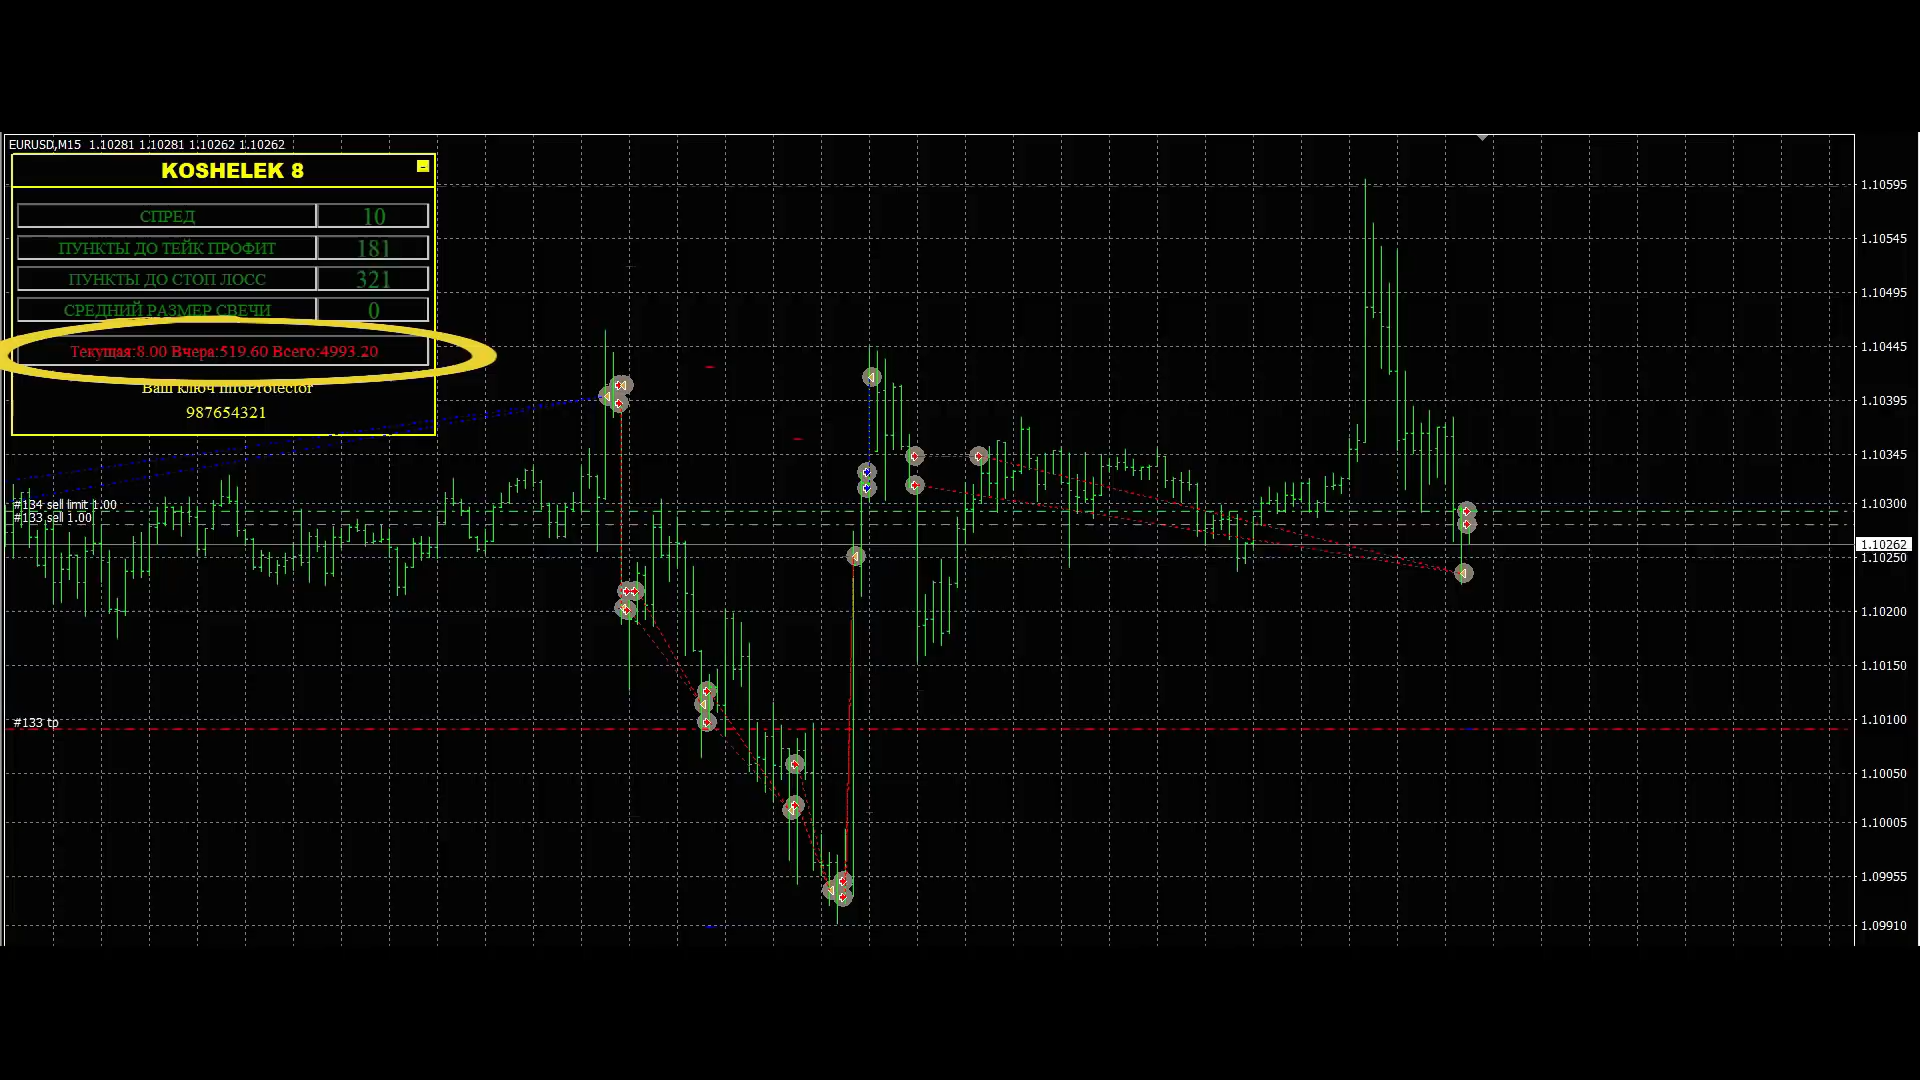 EURUSD,M15 1.10281 1.10281 1.10262 1.10262
KOSHELEK 8
СПРЕД 10
ПУНКТЫ ДО ТЕЙК ПРОФИТ 181
ПУНКТЫ ДО СТОП ЛОСС 321
СРЕДНИЙ РАЗМЕР СВЕЧИ 0
Текущая:8.00 Вчера:519.60 Всего:4993.20
Ваш ключ InfoProtector
987654321
#134 sell limit 1.00
#133 sell 1.00
#133 tp
1.10595
1.10545
1.10495
1.10445
1.10395
1.10345
1.10300
1.10262
1.10250
1.10200
1.10150
1.10100
1.10050
1.10005
1.09955
1.09910